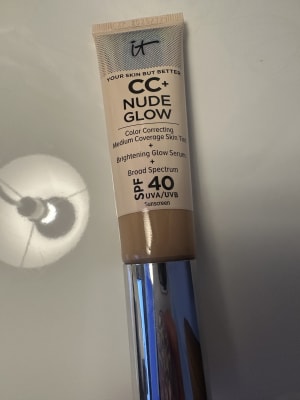 it
YOUR SKIN BUT BETTER
CC+
NUDE
GLOW
Color Correcting
Medium Coverage Skin Tint
+
Brightening Glow Serum
+
Broad Spectrum
SPF 40
UVA/UVB
Sunscreen